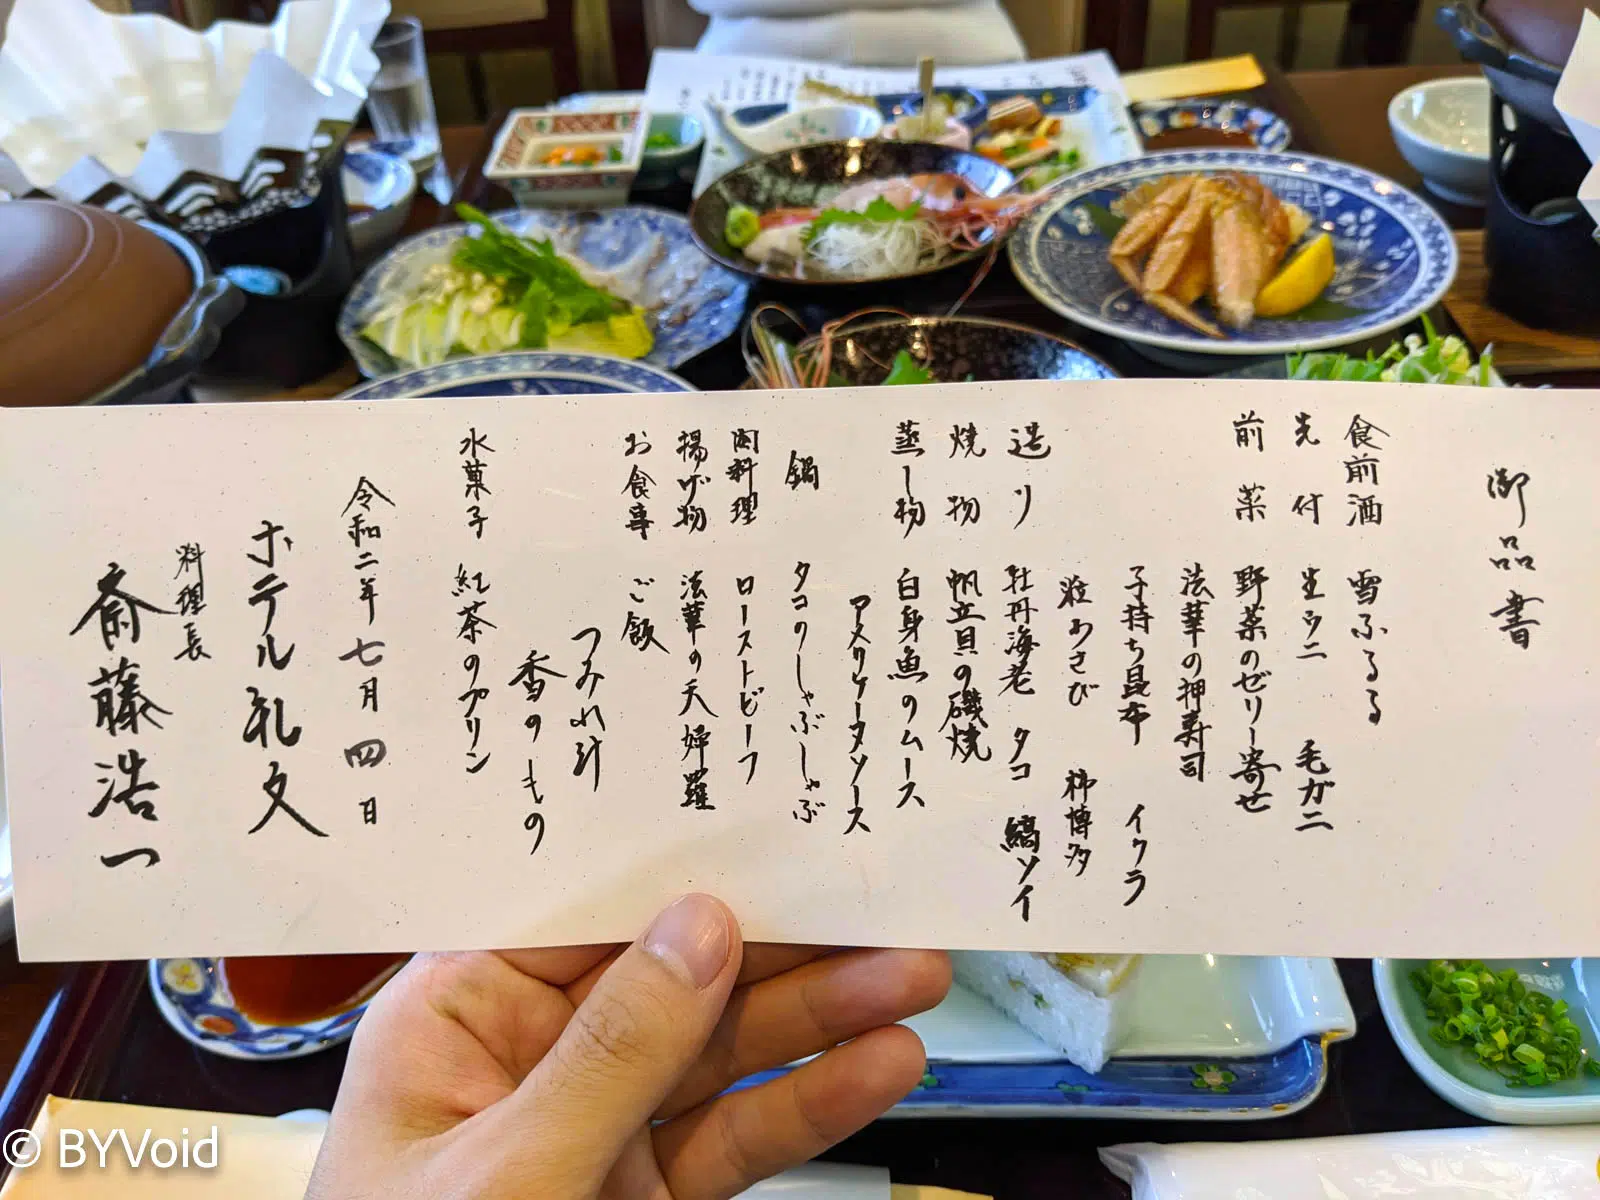 御品書
食前酒 雪ふるる
先付 生ウニ 毛ガニ
前菜 野菜のゼリー寄せ
法華の押寿司
子持ち昆布 イクラ
粒わさび 柿博多
造り 牡丹海老 タコ 縞ソイ
焼物 帆立貝の磯焼
蒸し物 白身魚のムース
アメリケーヌソース
鍋 タコのしゃぶしゃぶ
肉料理 ローストビーフ
揚げ物 法華の天婦羅
お食事 ご飯
つみれ汁
香のもの
水菓子 紅茶のプリン
令和二年七月四日
ホテル礼文
料理長
斎藤浩一
© BYVoid